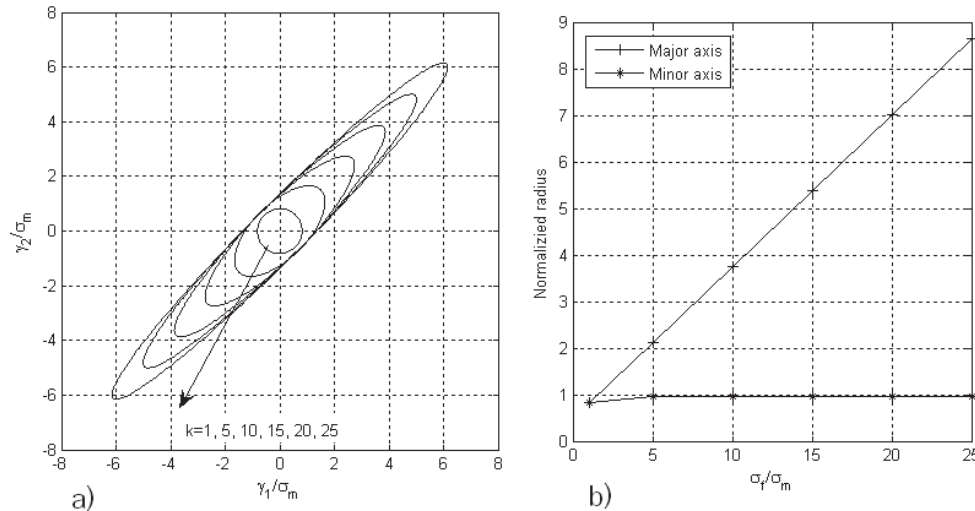 8
6
4
2
0
-2
-4
-6
-8
γ2/σm
k=1, 5, 10, 15, 20, 25
-8 -6 -4 -2 0 2 4 6 8
γ1/σm
a)
9
8
7
6
5
4
3
2
1
0
Normalizied radius
Major axis
Minor axis
0 5 10 15 20 25
σf/σm
b)